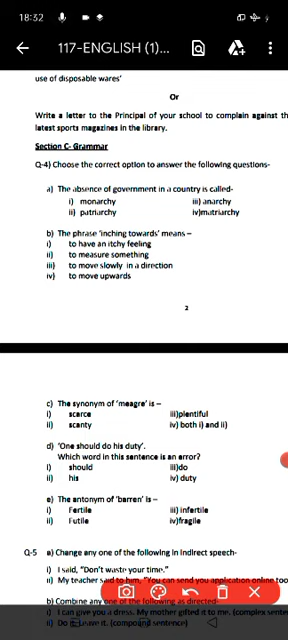 18:32
117-ENGLISH (1)...
use of disposable wares'
Or
Write a letter to the Principal of your school to complain against th
latest sports magazines in the library.
Section C- Grammar
Q-4) Choose the correct option to answer the following questions-
a) The absence of government in a country is called-
i) monarchy iii) anarchy
ii) patriarchy iv)matriarchy
b) The phrase 'inching towards' means –
i) to have an itchy feeling
ii) to measure something
iii) to move slowly in a direction
iv) to move upwards
2
c) The synonym of 'meagre' is –
i) scarce iii)plentiful
ii) scanty iv) both i) and ii)
d) 'One should do his duty'.
Which word in this sentence is an error?
i) should iii)do
ii) his iv) duty
e) The antonym of 'barren' is –
i) Fertile iii) infertile
ii) Futile iv)fragile
Q-5 a) Change any one of the following in indirect speech-
i) I said, "Don't waste your time."
ii) My teacher said to him, "You can send you application online too
b) Combine any one of the following as directed-
i) I can give you a dress. My mother gifted it to me. (complex sente
ii) Do it. Leave it. (compound sentence)